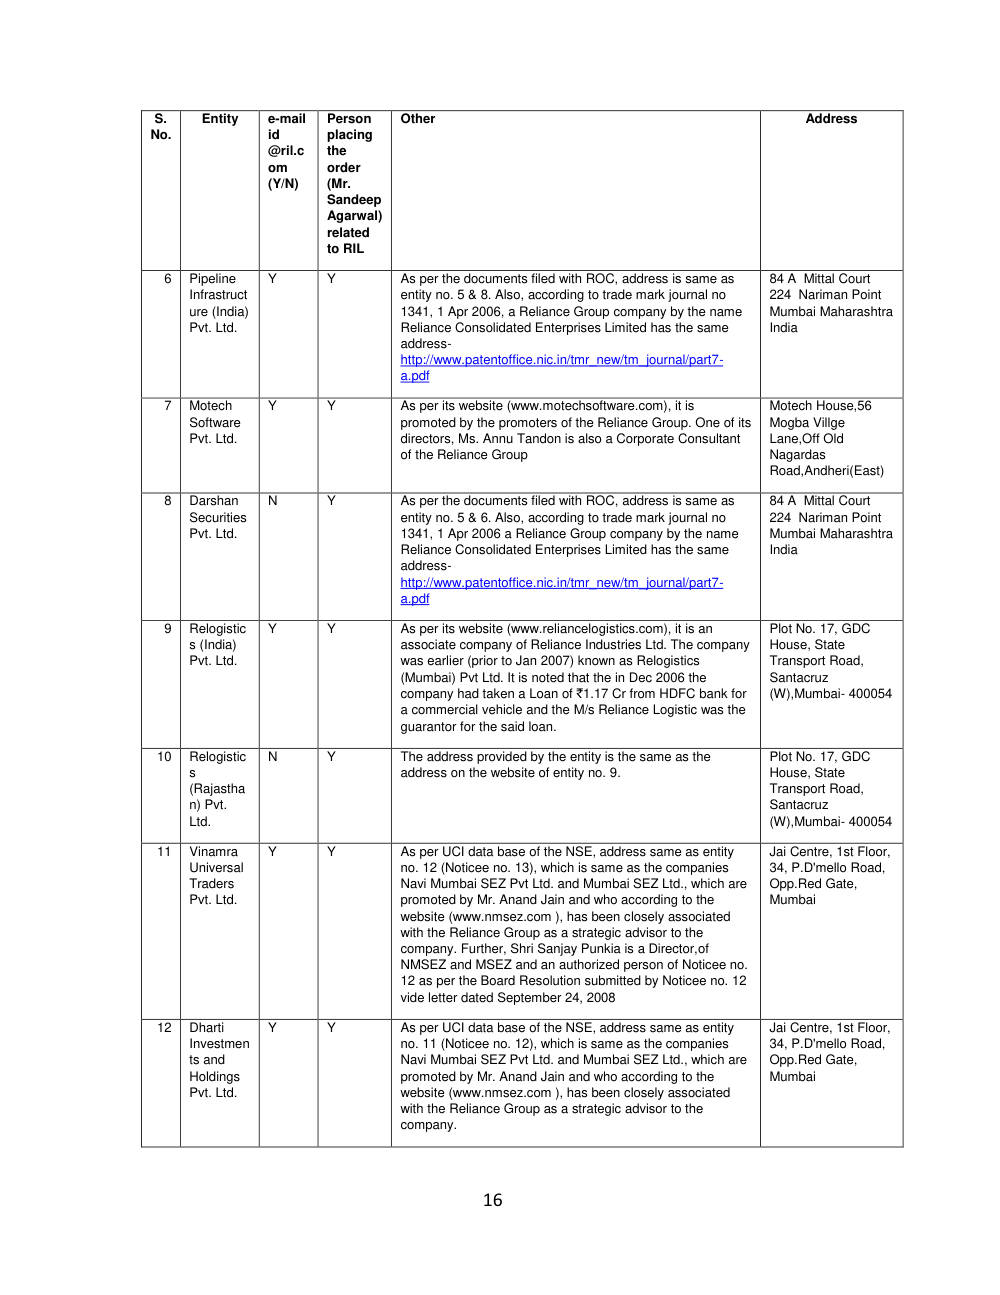 S. No.
Entity
e-mail id @ril.c om (Y/N)
Person placing the order (Mr. Sandeep Agarwal) related to RIL
Other
Address
6
Pipeline
Infrastruct
ure (India)
Pvt. Ltd.
Y
Y
As per the documents filed with ROC, address is same as
entity no. 5 & 8. Also, according to trade mark journal no
1341, 1 Apr 2006, a Reliance Group company by the name
Reliance Consolidated Enterprises Limited has the same
address-
http://www.patentoffice.nic.in/tmr_new/tm_journal/part7-
a.pdf
84 A  Mittal Court
224  Nariman Point
Mumbai Maharashtra
India
7
Motech
Software
Pvt. Ltd.
Y
Y
As per its website (www.motechsoftware.com), it is
promoted by the promoters of the Reliance Group. One of its
directors, Ms. Annu Tandon is also a Corporate Consultant
of the Reliance Group
Motech House,56
Mogba Villge
Lane,Off Old
Nagardas
Road,Andheri(East)
8
Darshan
Securities
Pvt. Ltd.
N
Y
As per the documents filed with ROC, address is same as
entity no. 5 & 6. Also, according to trade mark journal no
1341, 1 Apr 2006 a Reliance Group company by the name
Reliance Consolidated Enterprises Limited has the same
address-
http://www.patentoffice.nic.in/tmr_new/tm_journal/part7-
a.pdf
84 A  Mittal Court
224  Nariman Point
Mumbai Maharashtra
India
9
Relogistic
s (India)
Pvt. Ltd.
Y
Y
As per its website (www.reliancelogistics.com), it is an
associate company of Reliance Industries Ltd. The company
was earlier (prior to Jan 2007) known as Relogistics
(Mumbai) Pvt Ltd. It is noted that the in Dec 2006 the
company had taken a Loan of ₹1.17 Cr from HDFC bank for
a commercial vehicle and the M/s Reliance Logistic was the
guarantor for the said loan.
Plot No. 17, GDC
House, State
Transport Road,
Santacruz
(W),Mumbai- 400054
10
Relogistic
s
(Rajastha
n) Pvt.
Ltd.
N
Y
The address provided by the entity is the same as the
address on the website of entity no. 9.
Plot No. 17, GDC
House, State
Transport Road,
Santacruz
(W),Mumbai- 400054
11
Vinamra
Universal
Traders
Pvt. Ltd.
Y
Y
As per UCI data base of the NSE, address same as entity
no. 12 (Noticee no. 13), which is same as the companies
Navi Mumbai SEZ Pvt Ltd. and Mumbai SEZ Ltd., which are
promoted by Mr. Anand Jain and who according to the
website (www.nmsez.com ), has been closely associated
with the Reliance Group as a strategic advisor to the
company. Further, Shri Sanjay Punkia is a Director,of
NMSEZ and MSEZ and an authorized person of Noticee no.
12 as per the Board Resolution submitted by Noticee no. 12
vide letter dated September 24, 2008
Jai Centre, 1st Floor,
34, P.D'mello Road,
Opp.Red Gate,
Mumbai
12
Dharti
Investmen
ts and
Holdings
Pvt. Ltd.
Y
Y
As per UCI data base of the NSE, address same as entity
no. 11 (Noticee no. 12), which is same as the companies
Navi Mumbai SEZ Pvt Ltd. and Mumbai SEZ Ltd., which are
promoted by Mr. Anand Jain and who according to the
website (www.nmsez.com ), has been closely associated
with the Reliance Group as a strategic advisor to the
company.
Jai Centre, 1st Floor,
34, P.D'mello Road,
Opp.Red Gate,
Mumbai
16